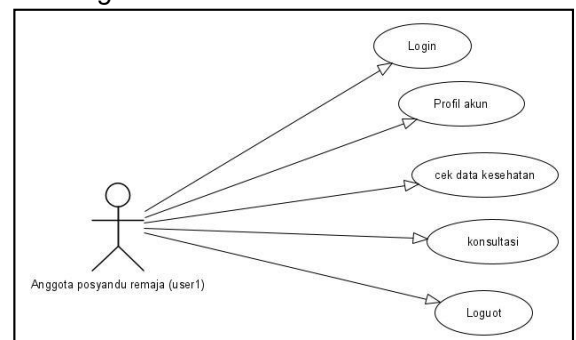 Login
Profil akun
cek data kesehatan
konsultasi
Anggota posyandu remaja (user1)
Loguot